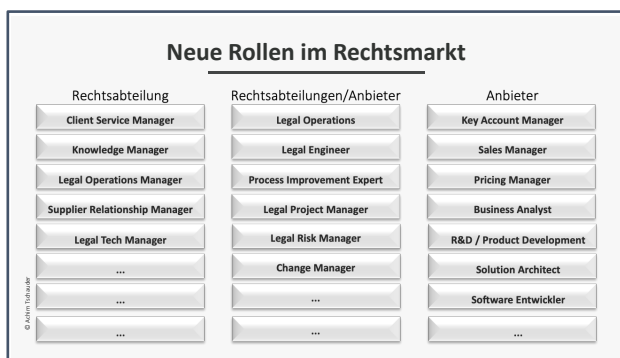 Neue Rollen im Rechtsmarkt
Rechtsabteilung
Client Service Manager
Knowledge Manager
Legal Operations Manager
Supplier Relationship Manager
Legal Tech Manager
...
...
...
Rechtsabteilungen/Anbieter
Legal Operations
Legal Engineer
Process Improvement Expert
Legal Project Manager
Legal Risk Manager
Change Manager
...
...
Anbieter
Key Account Manager
Sales Manager
Pricing Manager
Business Analyst
R&D / Product Development
Solution Architect
Software Entwickler
...
© Achim Tschauder